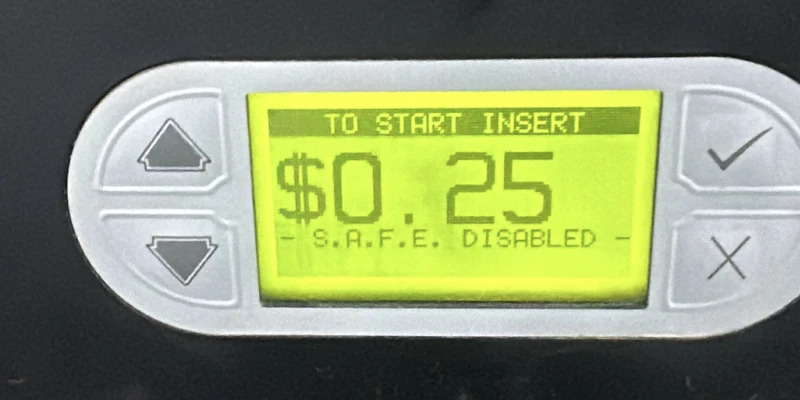 TO START INSERT
$0.25
- S.A.F.E. DISABLED -